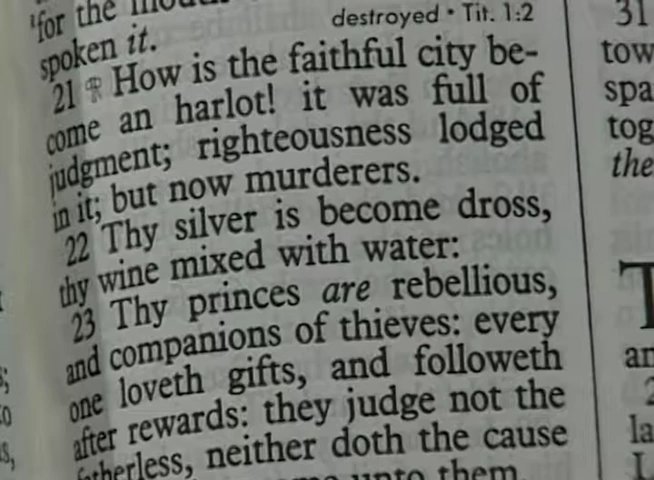 for the
destroyed • Tit. 1:2
spoken it.
21 How is the faithful city be-
come an harlot! it was full of
judgment; righteousness lodged
in it; but now murderers.
22 Thy silver is become dross,
thy wine mixed with water:
23 Thy princes are rebellious,
and companions of thieves: every
one loveth gifts, and followeth
after rewards: they judge not the
fatherless, neither doth the cause
unto them
31
tow
spa
tog
the
T
an
2
la